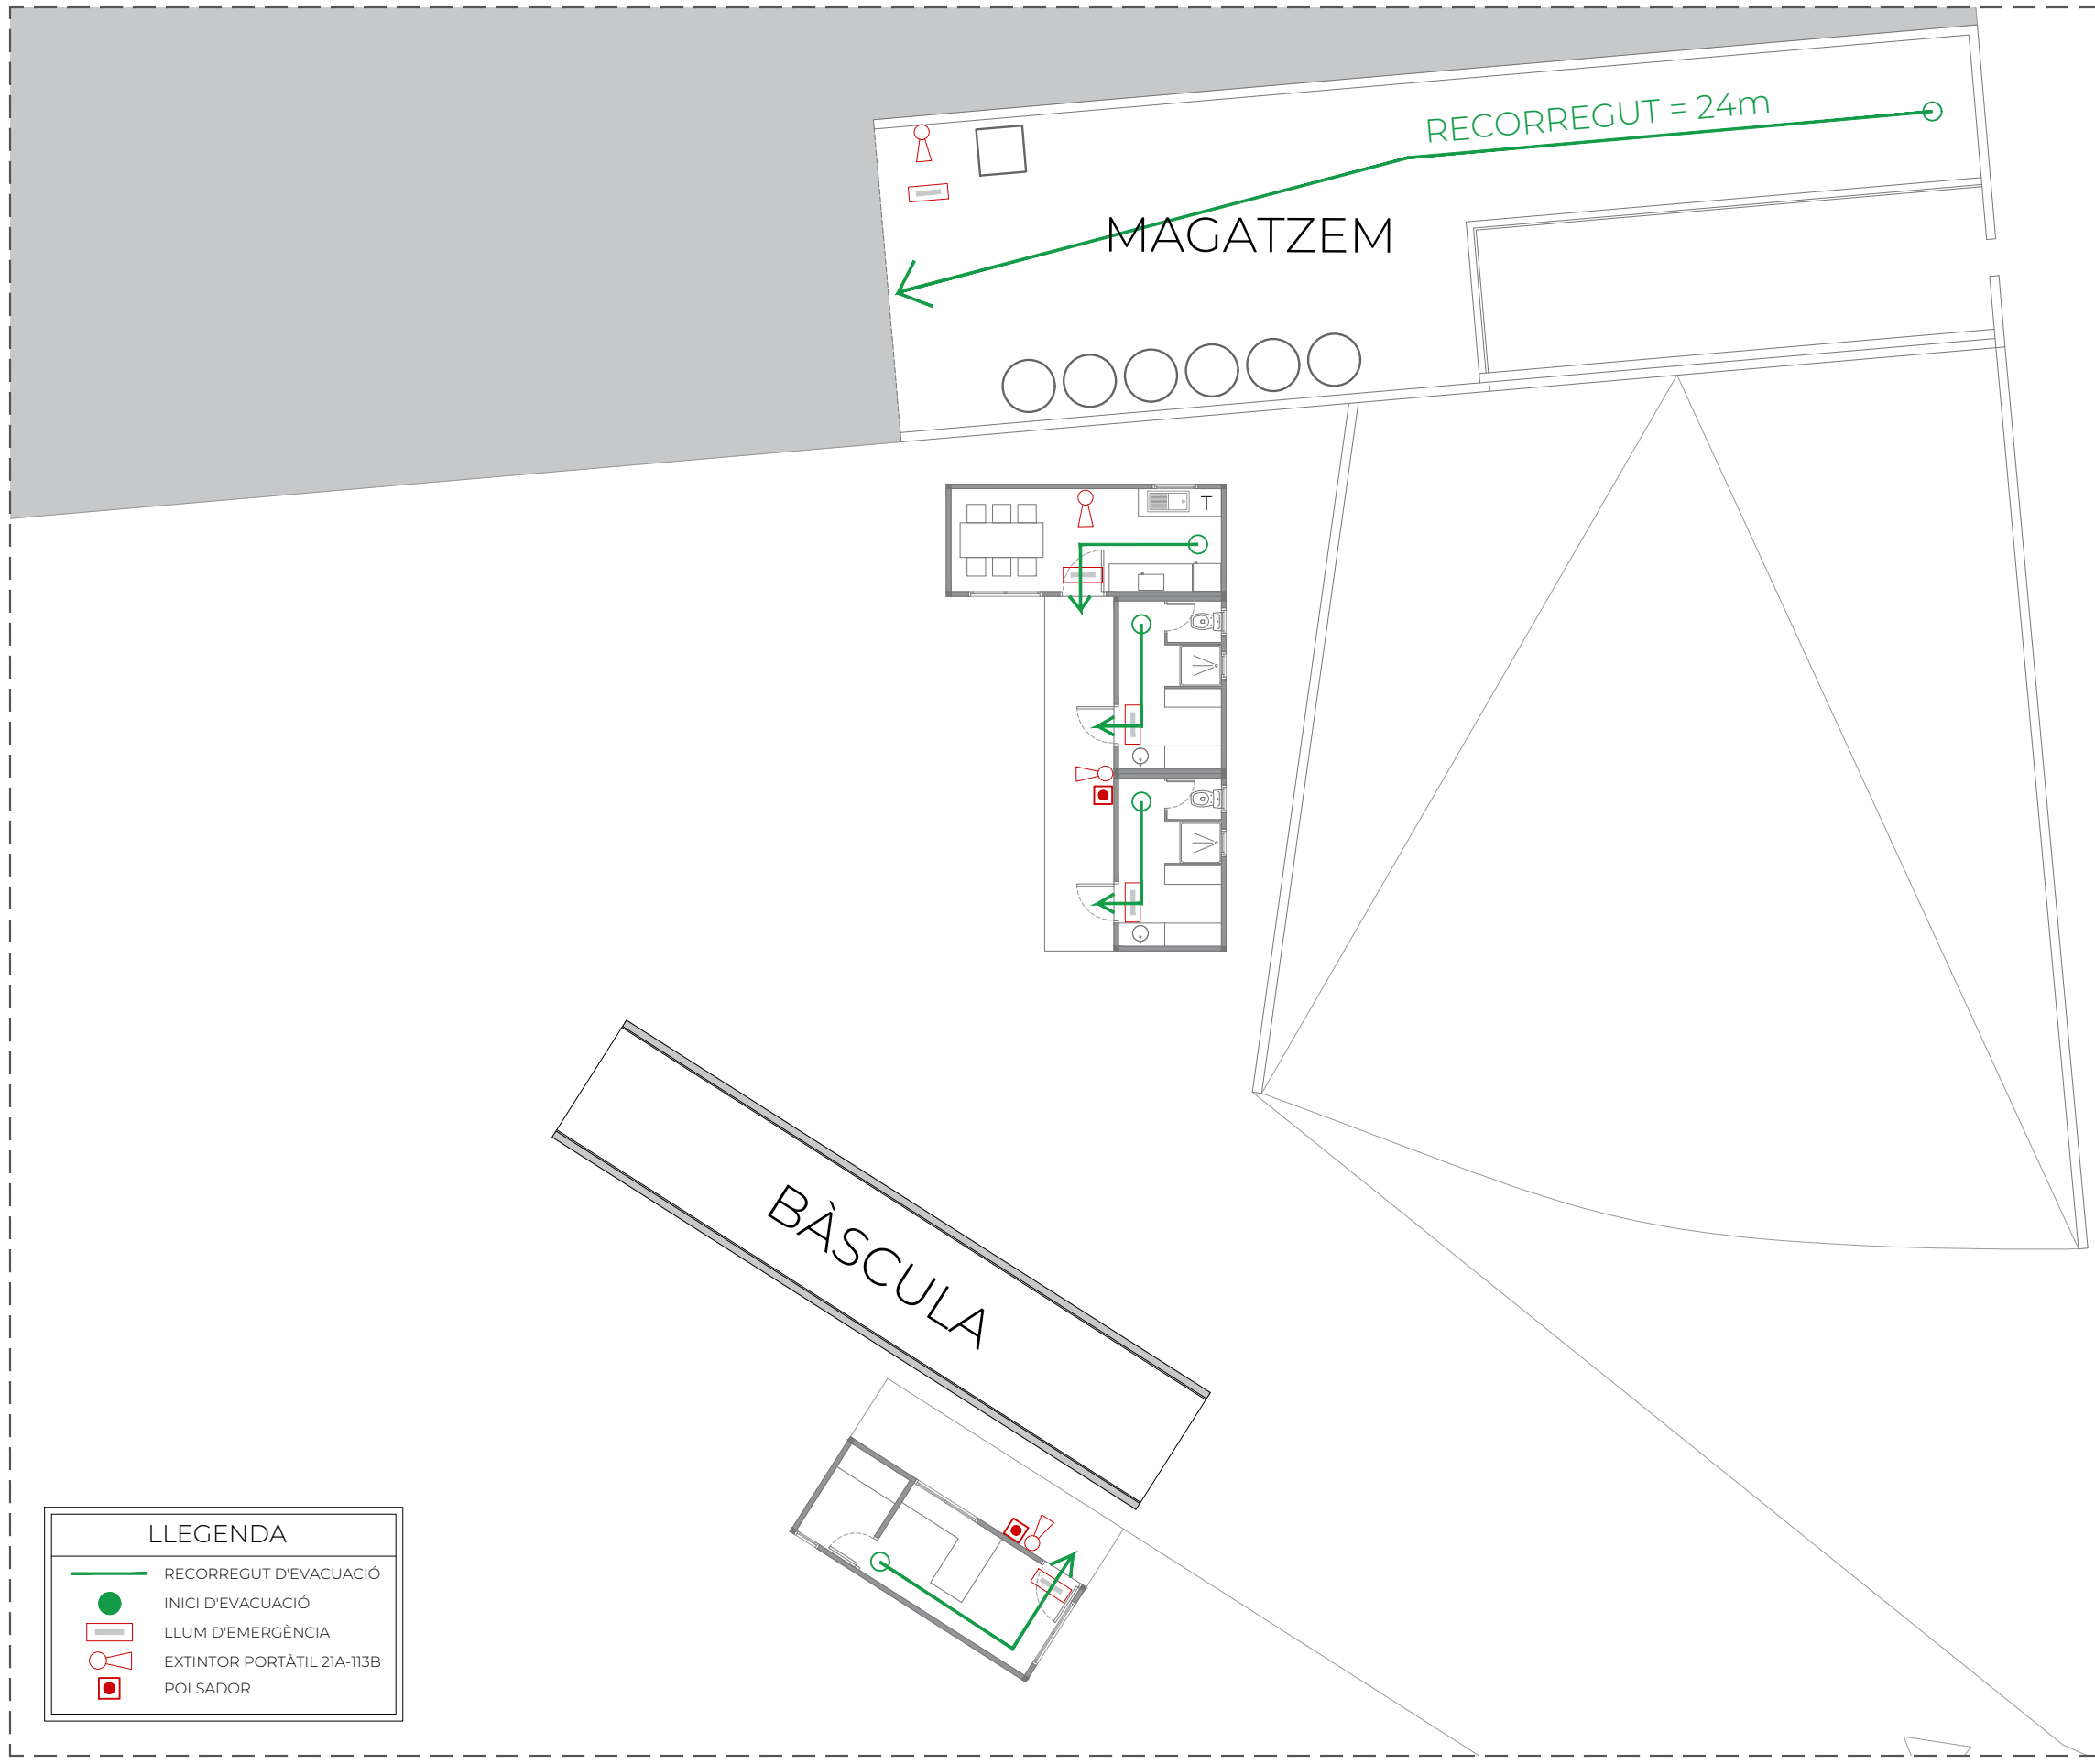 RECORREGUT = 24m
MAGATZEM
T
BÀSCULA
LLEGENDA
RECORREGUT D'EVACUACIÓ
INICI D'EVACUACIÓ
LLUM D'EMERGÈNCIA
EXTINTOR PORTÀTIL 21A-113B
POLSADOR